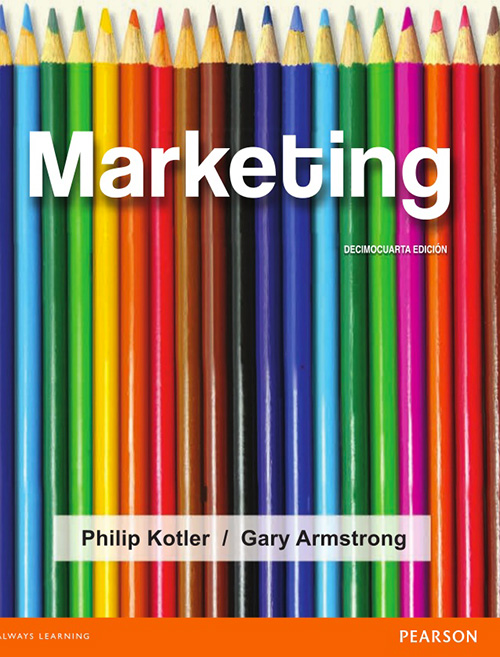 Marketing
DECIMOCUARTA EDICIÓN
Philip Kotler / Gary Armstrong
ALWAYS LEARNING
PEARSON